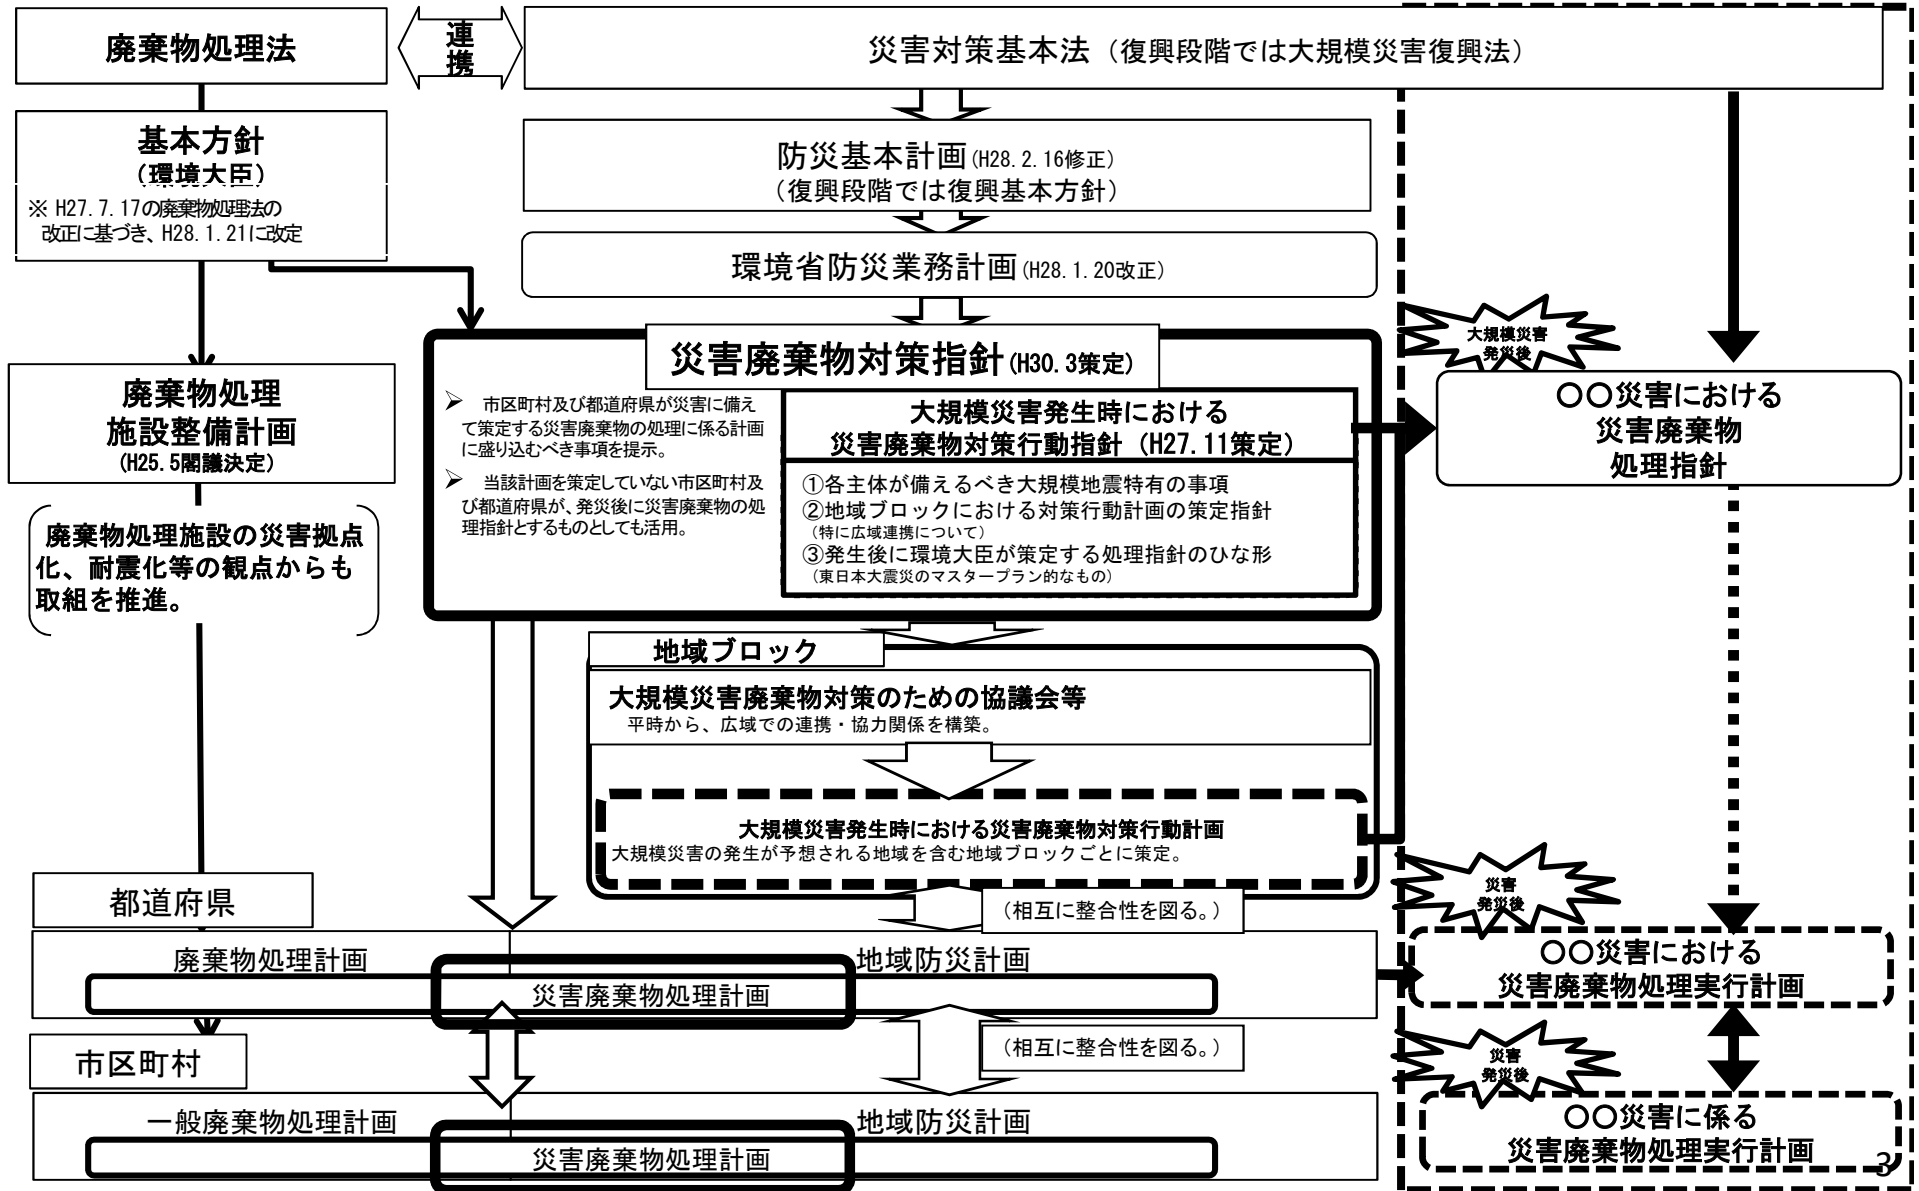 廃棄物処理法
連
携
災害対策基本法（復興段階では大規模災害復興法）
基本方針
（環境大臣）
※ H27.7.17の廃棄物処理法の
改正に基づき、H28.1.21に改定
防災基本計画(H28.2.16修正)
（復興段階では復興基本方針）
環境省防災業務計画(H28.1.20改正)
災害廃棄物対策指針(H30.3策定)
➢ 市区町村及び都道府県が災害に備え
て策定する災害廃棄物の処理に係る計画
に盛り込むべき事項を提示。
➢ 当該計画を策定していない市区町村及
び都道府県が、発災後に災害廃棄物の処
理指針とするものとしても活用。
大規模災害発生時における
災害廃棄物対策行動指針（H27.11策定）
①各主体が備えるべき大規模地震特有の事項
②地域ブロックにおける対策行動計画の策定指針
（特に広域連携について）
③発生後に環境大臣が策定する処理指針のひな形
（東日本大震災のマスタープラン的なもの）
大規模災害
発災後
〇〇災害における
災害廃棄物
処理指針
廃棄物処理
施設整備計画
(H25.5閣議決定)
廃棄物処理施設の災害拠点
化、耐震化等の観点からも
取組を推進。
地域ブロック
大規模災害廃棄物対策のための協議会等
平時から、広域での連携・協力関係を構築。
大規模災害発生時における災害廃棄物対策行動計画
大規模災害の発生が予想される地域を含む地域ブロックごとに策定。
都道府県
（相互に整合性を図る。）
災害
発災後
廃棄物処理計画
地域防災計画
災害廃棄物処理計画
〇〇災害における
災害廃棄物処理実行計画
市区町村
（相互に整合性を図る。）
災害
発災後
一般廃棄物処理計画
地域防災計画
災害廃棄物処理計画
〇〇災害に係る
災害廃棄物処理実行計画
3